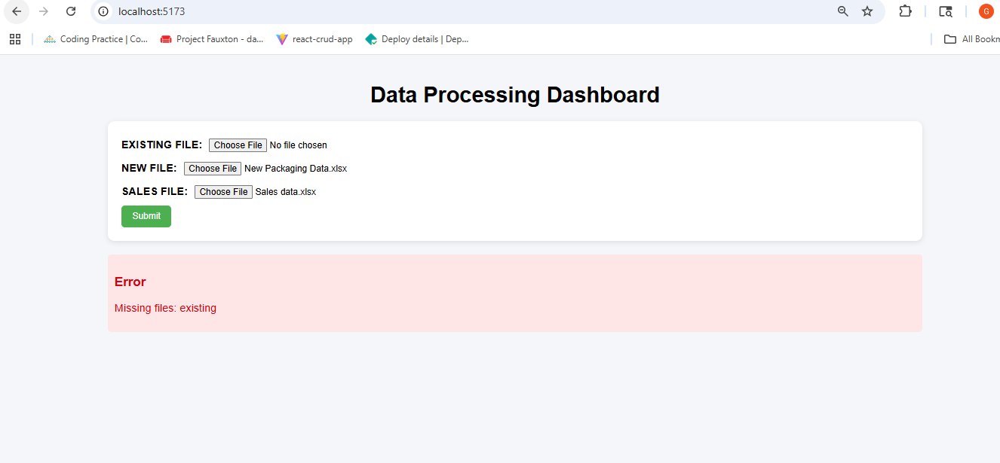 localhost:5173
G
Coding Practice | Co... Project Fauxton - da... react-crud-app Deploy details | Dep... All Bookm
Data Processing Dashboard
EXISTING FILE: Choose File No file chosen
NEW FILE: Choose File New Packaging Data.xlsx
SALES FILE: Choose File Sales data.xlsx
Submit
Error
Missing files: existing